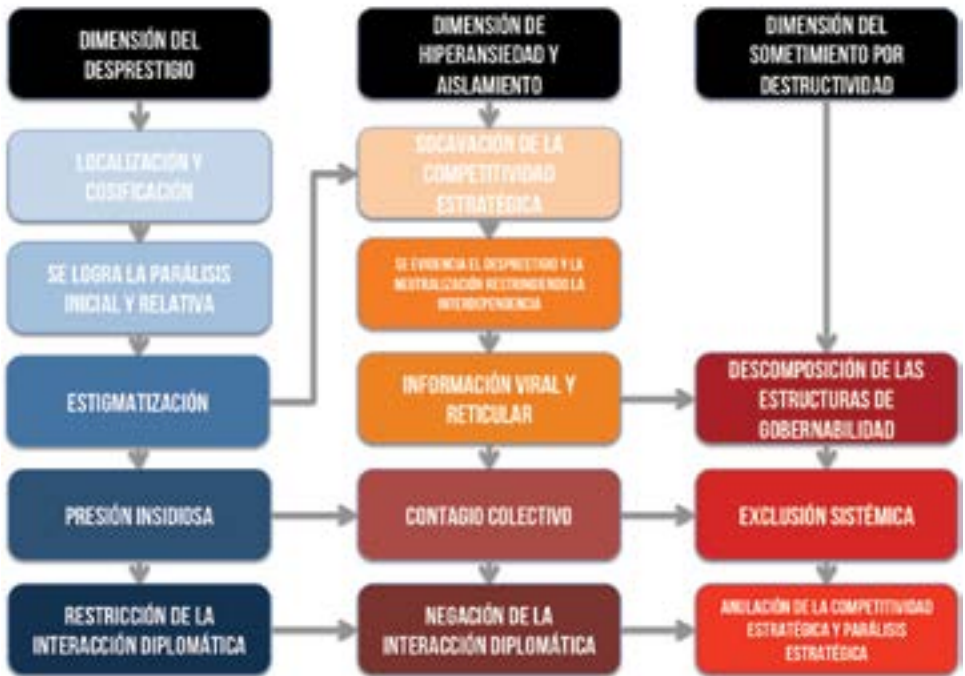 DIMENSIÓN DEL
DESPRESTIGIO
LOCALIZACIÓN Y
COSIFICACIÓN
SE LOGRA LA PARÁLISIS
INICIAL Y RELATIVA
ESTIGMATIZACIÓN
PRESIÓN INSIDIOSA
RESTRICCIÓN DE LA
INTERACCIÓN DIPLOMÁTICA
DIMENSIÓN DE
HIPERANSIEDAD Y
AISLAMIENTO
SOCAVACIÓN DE LA
COMPETITIVIDAD
ESTRATÉGICA
SE EVIDENCIA EL DESPRESTIGIO Y LA
NEUTRALIZACIÓN RESTRINGIENDO LA
INTERDEPENDENCIA
INFORMACIÓN VIRAL Y
RETICULAR
CONTAGIO COLECTIVO
NEGACIÓN DE LA
INTERACCIÓN DIPLOMÁTICA
DIMENSIÓN DEL
SOMETIMIENTO POR
DESTRUCTIVIDAD
DESCOMPOSICIÓN DE LAS
ESTRUCTURAS DE
GOBERNABILIDAD
EXCLUSIÓN SISTÉMICA
ANULACIÓN DE LA COMPETITIVIDAD
ESTRATÉGICA Y PARÁLISIS
ESTRATÉGICA